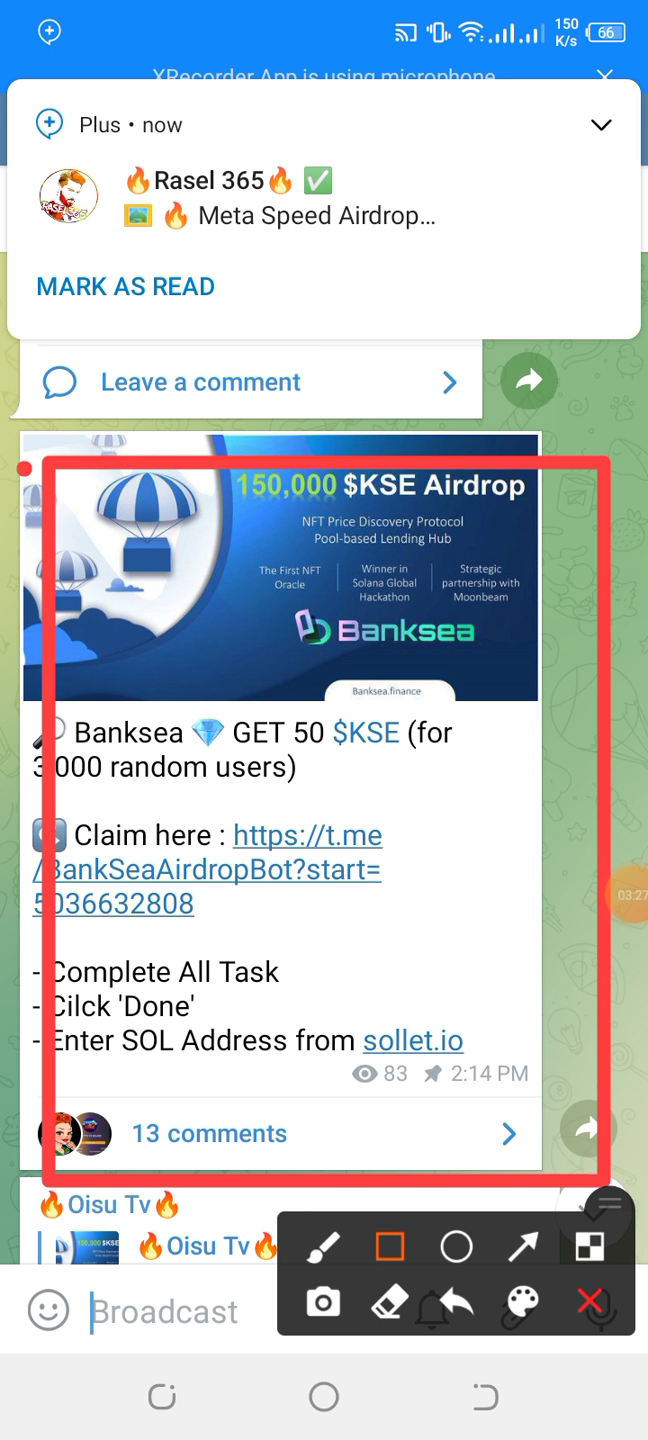 150
K/s
66
XRecorder App is using microphone
Plus • now
🔥Rasel 365🔥 ✅
🖼️ 🔥 Meta Speed Airdrop...
MARK AS READ
Leave a comment
150,000 $KSE Airdrop
NFT Price Discovery Protocol
Pool-based Lending Hub
The First NFT
Oracle
Winner in
Solana Global
Hackathon
Strategic
partnership with
Moonbeam
Banksea
Banksea.finance
🔎 Banksea 💎 GET 50 $KSE (for
3,000 random users)
Claim here : https://t.me
/BankSeaAirdropBot?start=
5036632808
- Complete All Task
- Cilck 'Done'
- Enter SOL Address from sollet.io
83 2:14 PM
13 comments
03:27
🔥Oisu Tv🔥
150,000 $KSE
🔥Oisu Tv🔥
Broadcast